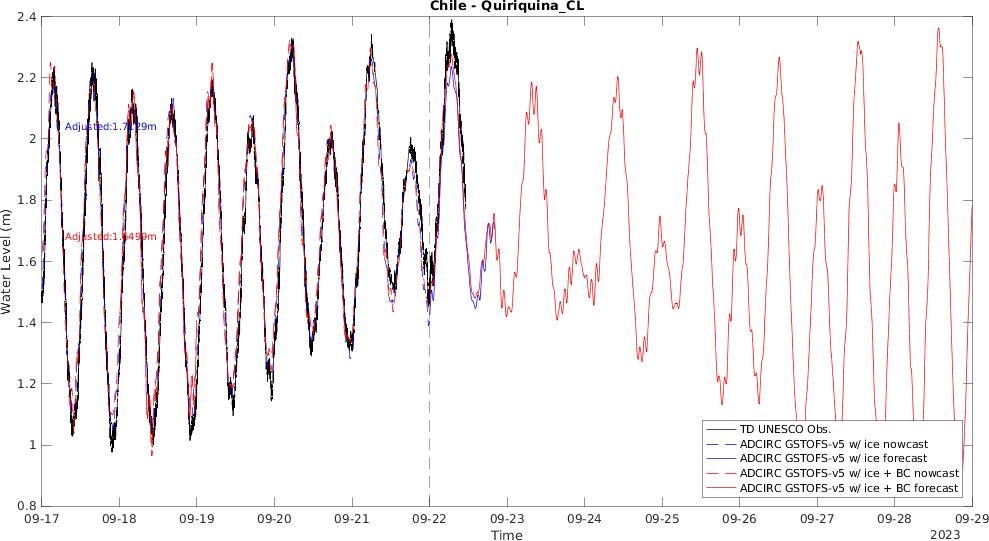 Chile - Quiriquina_CL
2.4
2.2
2
1.8
1.6
1.4
1.2
1
0.8
Water Level (m)
Adjusted:1.7129m
Adjusted:1.6499m
TD UNESCO Obs.
ADCIRC GSTOFS-v5 w/ ice nowcast
ADCIRC GSTOFS-v5 w/ ice forecast
ADCIRC GSTOFS-v5 w/ ice + BC nowcast
ADCIRC GSTOFS-v5 w/ ice + BC forecast
09-17 09-18 09-19 09-20 09-21 09-22 09-23 09-24 09-25 09-26 09-27 09-28 09-29
Time
2023